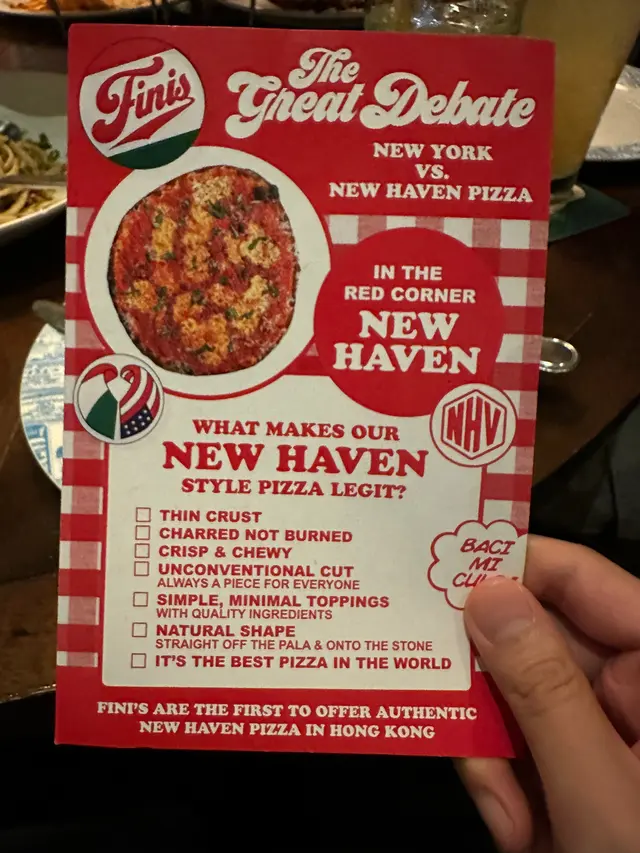 Finis
The
Great Debate
NEW YORK
VS.
NEW HAVEN PIZZA
IN THE
RED CORNER
NEW
HAVEN
NHV
WHAT MAKES OUR
NEW HAVEN
STYLE PIZZA LEGIT?
THIN CRUST
CHARRED NOT BURNED
CRISP & CHEWY
UNCONVENTIONAL CUT
ALWAYS A PIECE FOR EVERYONE
SIMPLE, MINIMAL TOPPINGS
WITH QUALITY INGREDIENTS
NATURAL SHAPE
STRAIGHT OFF THE PALA & ONTO THE STONE
IT'S THE BEST PIZZA IN THE WORLD
BACI
MI
FINI'S ARE THE FIRST TO OFFER AUTHENTIC
NEW HAVEN PIZZA IN HONG KONG